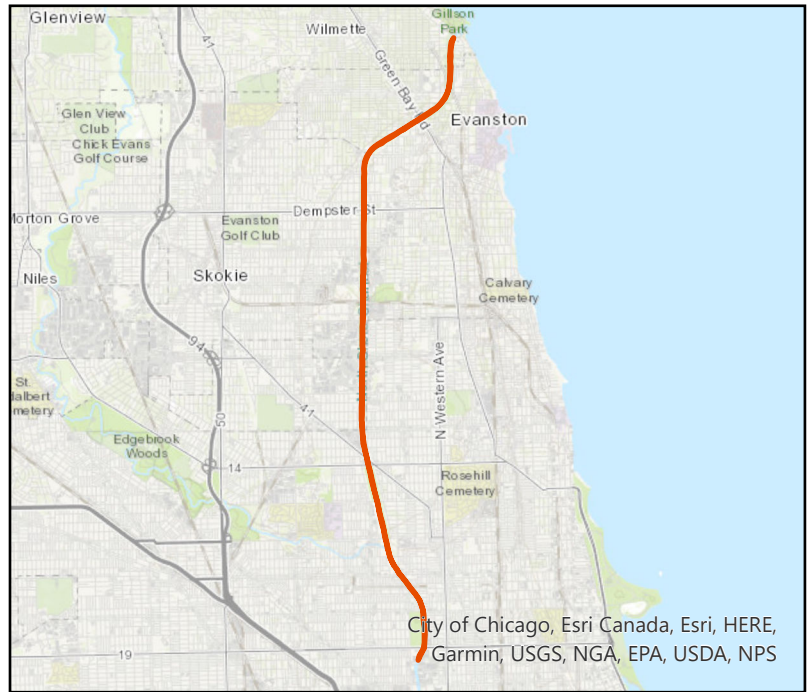 Glenview
Gillson
Park
Wilmette
41
Green Bay Rd
Glen View
Club
Chick Evans
Golf Course
Evanston
Morton Grove
Dempster St
Evanston
Golf Club
Skokie
Niles
Calvary
Cemetery
94
N Western Ave
St.
dalbert
metery
50
41
Edgebrook
Woods
14
Rosehill
Cemetery
City of Chicago, Esri Canada, Esri, HERE,
Garmin, USGS, NGA, EPA, USDA, NPS
19